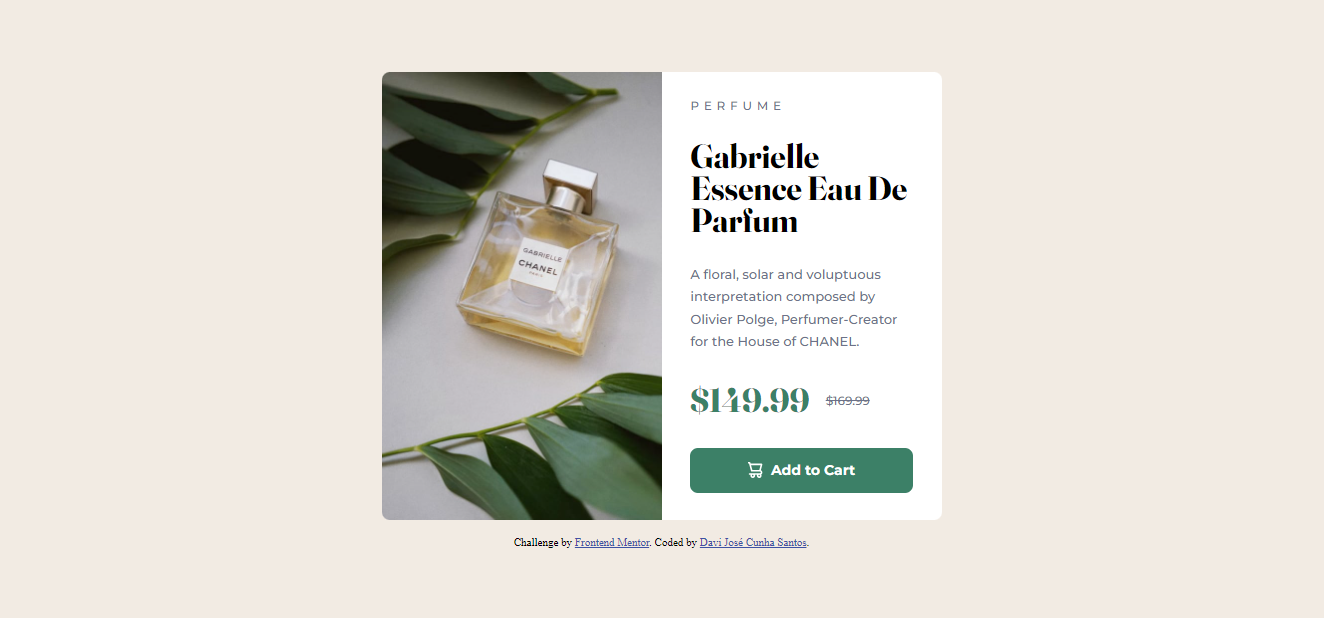 PERFUME
Gabrielle
Essence Eau De
Parfum
GABRIELLE
CHANEL
PARIS
A floral, solar and voluptuous
interpretation composed by
Olivier Polge, Perfumer-Creator
for the House of CHANEL.
$149.99 $169.99
Add to Cart
Challenge by Frontend Mentor. Coded by Davi José Cunha Santos.